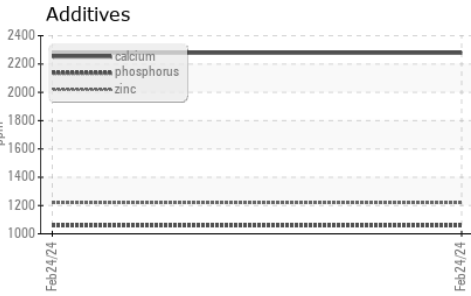 Additives
2400
2200
2000
1800
1600
1400
1200
1000
ppm
calcium
phosphorus
zinc
Feb24/24
Feb24/24